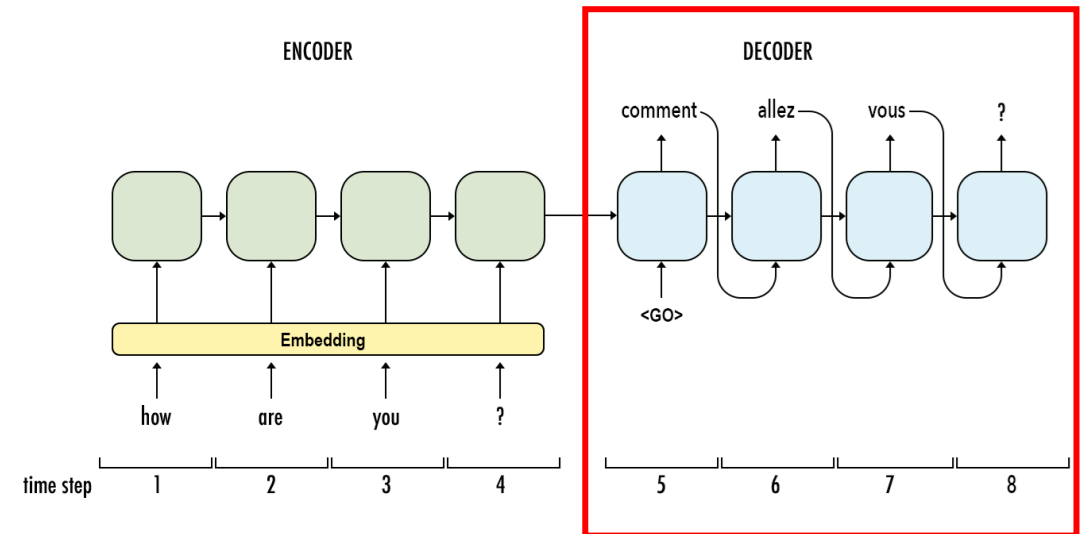 ENCODER DECODER
comment allez vous ?
<GO>
Embedding
how are you ?
time step 1 2 3 4 5 6 7 8